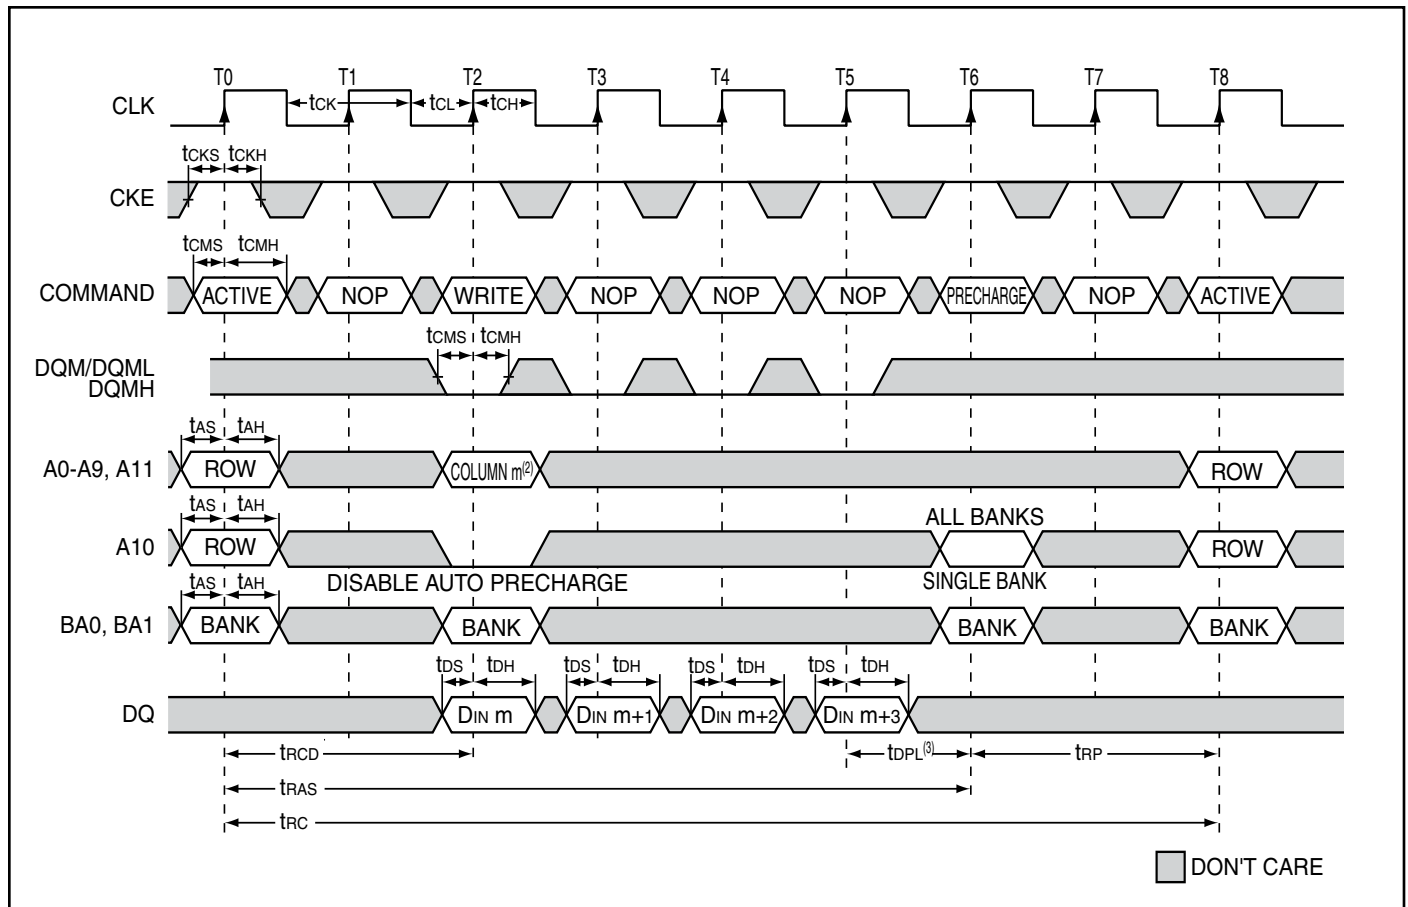 T0 T1 T2 T3 T4 T5 T6 T7 T8
CLK tCK tCL tCH
tCKS tCKH
CKE
tCMS tCMH
COMMAND ACTIVE NOP WRITE NOP NOP NOP PRECHARGE NOP ACTIVE
tCMS tCMH
DQM/DQML
DQMH
tAS tAH
A0-A9, A11 ROW COLUMN m(2) ROW
tAS tAH
ALL BANKS
A10 ROW ROW
DISABLE AUTO PRECHARGE SINGLE BANK
tAS tAH
BA0, BA1 BANK BANK BANK BANK
tDS tDH tDS tDH tDS tDH tDS tDH
DQ DIN m DIN m+1 DIN m+2 DIN m+3
tRCD tDPL(3) tRP
tRAS
tRC
DON'T CARE